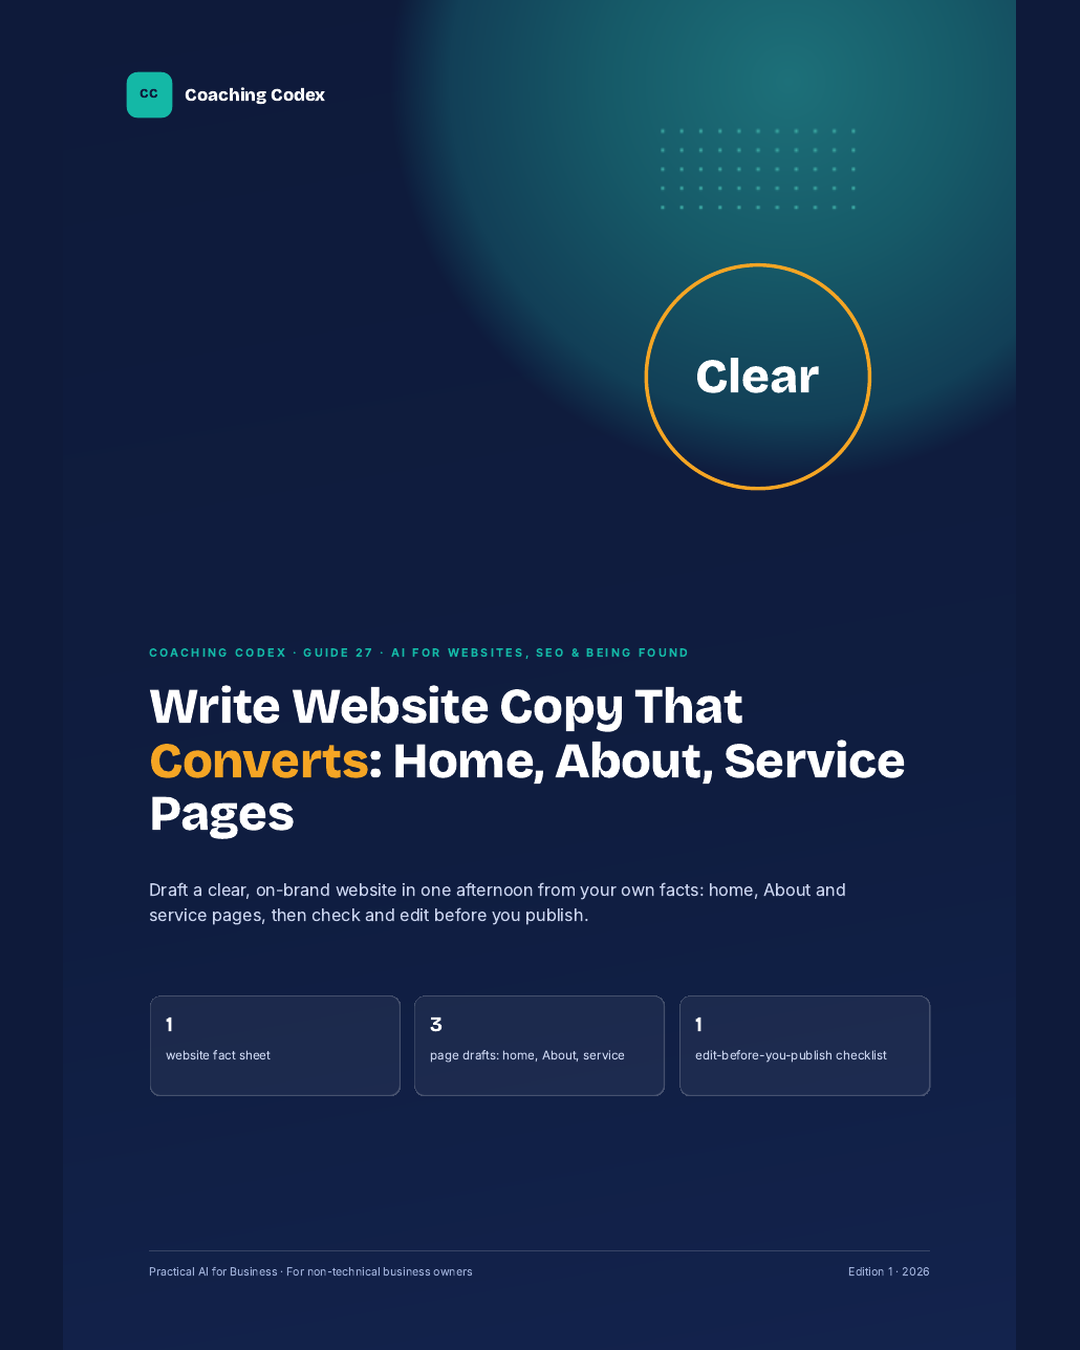 CC
Coaching Codex
Clear
COACHING CODEX · GUIDE 27 · AI FOR WEBSITES, SEO & BEING FOUND
Write Website Copy That
Converts: Home, About, Service
Pages
Draft a clear, on-brand website in one afternoon from your own facts: home, About and
service pages, then check and edit before you publish.
1
website fact sheet
3
page drafts: home, About, service
1
edit-before-you-publish checklist
Practical AI for Business · For non-technical business owners
Edition 1 · 2026